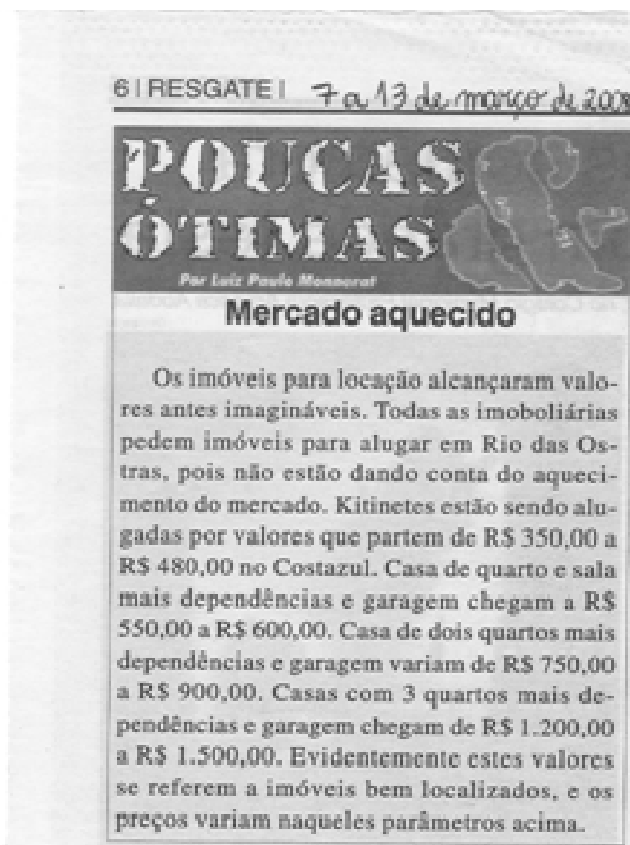 6 | RESGATE | 7 a 13 de março de 2008
POUCAS
ÓTIMAS
Por Luiz Paulo Monnerat
Mercado aquecido
Os imóveis para locação alcançaram valo-
res antes imagináveis. Todas as imoboliárias
pedem imóveis para alugar em Rio das Os-
tras, pois não estão dando conta do aqueci-
mento do mercado. Kitinetes estão sendo alu-
gadas por valores que partem de R$ 350,00 a
R$ 480,00 no Costazul. Casa de quarto e sala
mais dependências e garagem chegam a R$
550,00 a R$ 600,00. Casa de dois quartos mais
dependências e garagem variam de R$ 750,00
a R$ 900,00. Casas com 3 quartos mais de-
pendências e garagem chegam de R$ 1.200,00
a R$ 1.500,00. Evidentemente estes valores
se referem a imóveis bem localizados, e os
preços variam naqueles parâmetros acima.